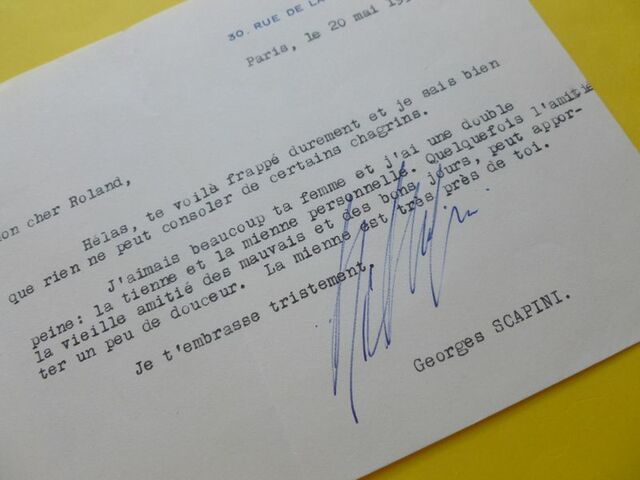 30, RUE DE LA
Paris, le 20 mai 19
on cher Roland,
Hélas, te voilà frappé durement et je sais bien
que rien ne peut consoler de certains chagrins.
J'aimais beaucoup ta femme et j'ai une double
peine: la tienne et la mienne personnelle. Quelquefois l'amitié
la vieille amitié des mauvais et des bons jours, peut appor-
ter un peu de douceur. La mienne est très près de toi.
Je t'embrasse tristement.
Georges SCAPINI.